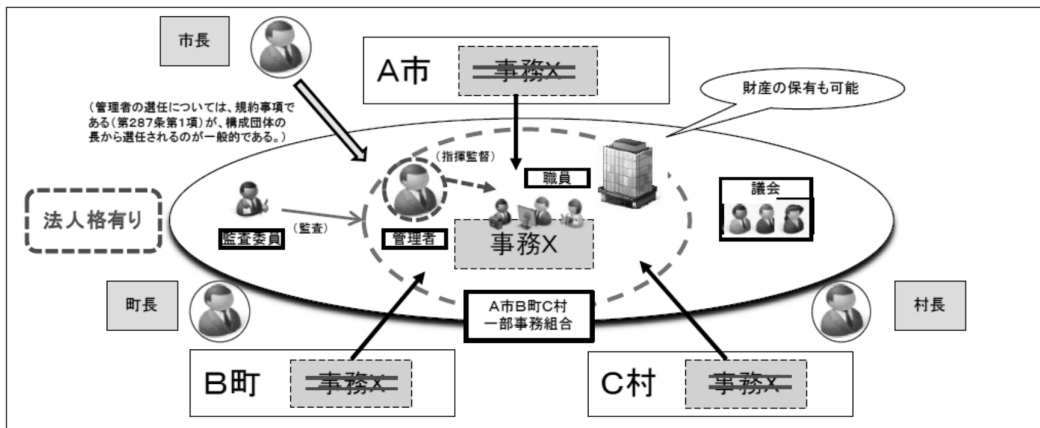 市長
A市
事務X
財産の保有も可能
(管理者の選任については、規約事項で
ある(第287条第1項)が、構成団体の
長から選任されるのが一般的である。)
(指揮監督)
職員
議会
法人格有り
(監査)
監査委員
管理者
事務X
町長
A市B町C村
一部事務組合
村長
B町
事務X
C村
事務X